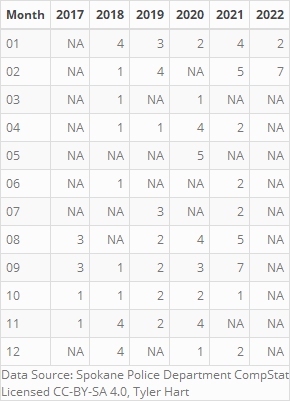 Month 2017 2018 2019 2020 2021 2022
01 NA 4 3 2 4 2
02 NA 1 4 NA 5 7
03 NA 1 NA 1 NA NA
04 NA 1 1 4 2 NA
05 NA NA NA 5 NA NA
06 NA 1 NA NA 2 NA
07 NA NA 3 NA 2 NA
08 3 NA 2 4 5 NA
09 3 1 2 3 7 NA
10 1 1 2 2 1 NA
11 1 4 2 4 NA NA
12 NA 4 NA 1 2 NA
Data Source: Spokane Police Department CompStat
Licensed CC-BY-SA 4.0, Tyler Hart